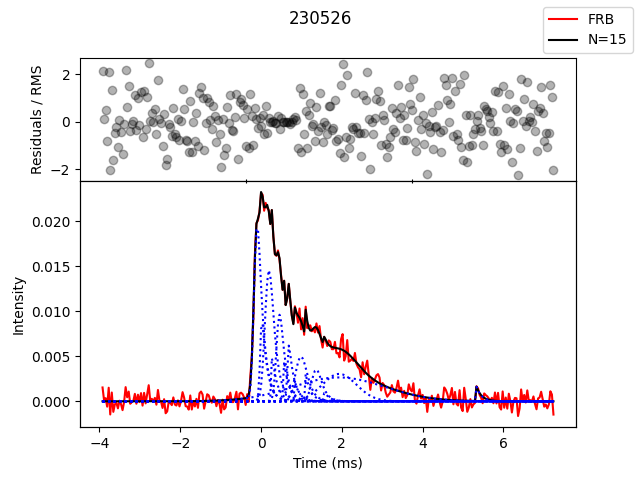 230526
FRB
N=15
Residuals / RMS
2
0
−2
Intensity
0.020
0.015
0.010
0.005
0.000
−4 −2 0 2 4 6
Time (ms)